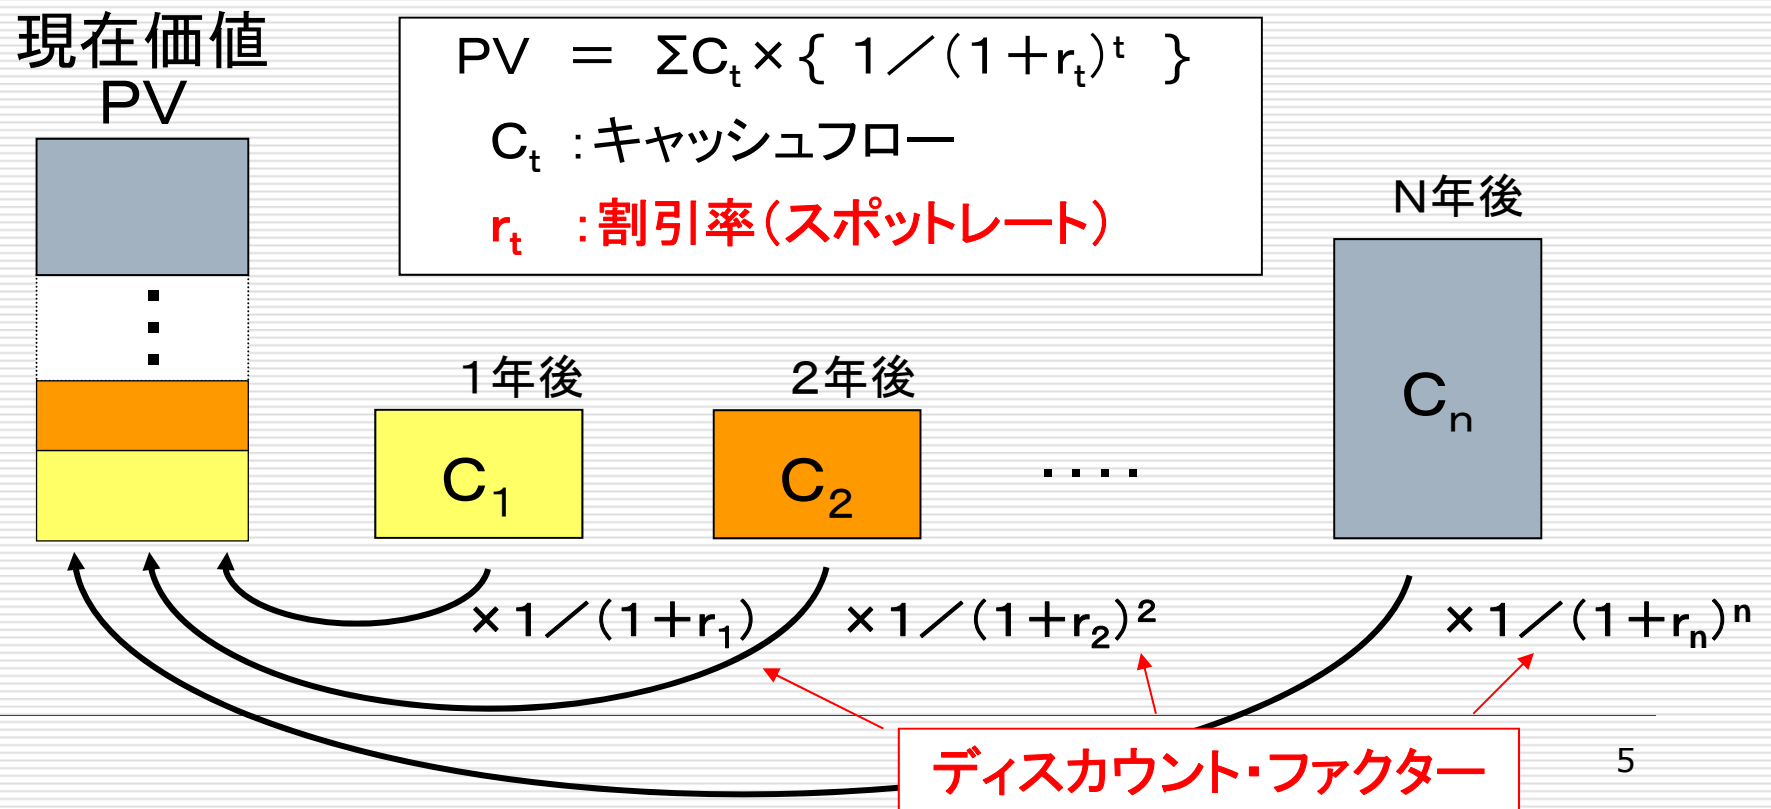 現在価値
PV
PV = ΣCₜ×{ 1/(1+rₜ)ᵗ }
Cₜ :キャッシュフロー
rₜ :割引率(スポットレート)
N年後
1年後
2年後
C₁
C₂
‥‥
Cₙ
×1/(1+r₁)
×1/(1+r₂)²
×1/(1+rₙ)ⁿ
ディスカウント・ファクター
5